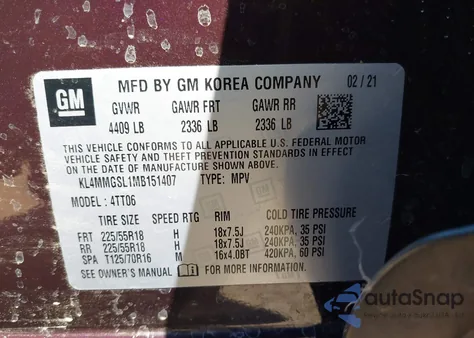 GM
MFD BY GM KOREA COMPANY 02/21
GVWR GAWR FRT GAWR RR
4409 LB 2336 LB 2336 LB
THIS VEHICLE CONFORMS TO ALL APPLICABLE U.S. FEDERAL MOTOR
VEHICLE SAFETY AND THEFT PREVENTION STANDARDS IN EFFECT
ON THE DATE OF MANUFACTURE SHOWN ABOVE.
KL4MMGSL1MB151407 TYPE: MPV
MODEL: 4TT06
TIRE SIZE SPEED RTG RIM COLD TIRE PRESSURE
FRT 225/55R18 H 18x7.5J 240KPA, 35 PSI
RR 225/55R18 H 18x7.5J 240KPA, 35 PSI
SPA T125/70R16 M 16x4.0BT 420KPA, 60 PSI
SEE OWNER'S MANUAL FOR MORE INFORMATION
autoSnap